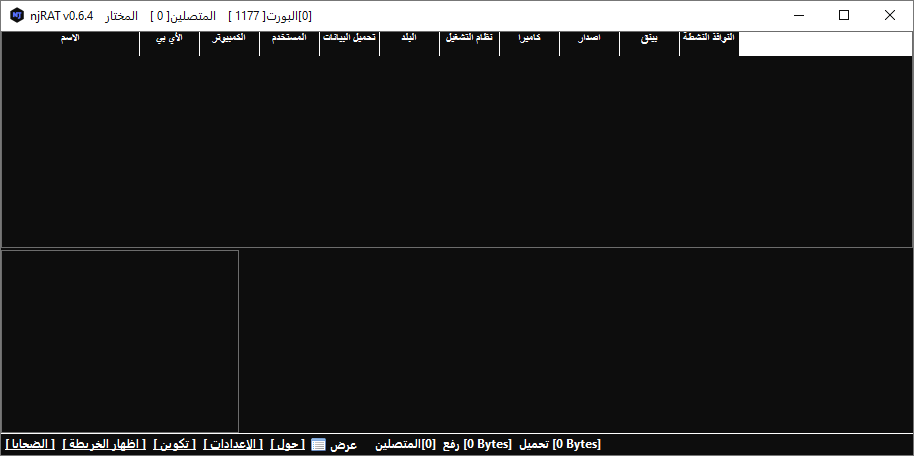 njRAT v0.6.4 المختار [ 0 ]المتصلين [ 1177 ]البورت[0]
الاسم الأي بي الكمبيوتر المستخدم تحميل البيانات البلد نظام التشغيل كاميرا اصدار بينق النوافذ النشطة
[ الضحايا ] [ اظهار الخريطة ] [ تكوين ] [ الإعدادات ] [ حول ] عرض المتصلين[0] رفع [0 Bytes] تحميل [0 Bytes]